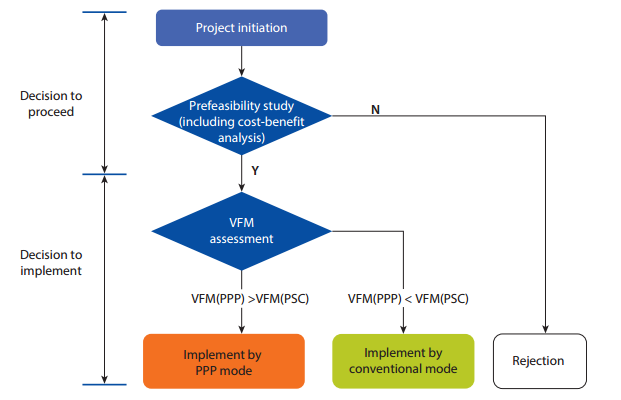 Project initiation
Decision to
proceed
Prefeasibility study
(including cost-benefit
analysis)
N
Y
Decision to
implement
VFM
assessment
VFM(PPP) >VFM(PSC)
VFM(PPP) < VFM(PSC)
Implement by
PPP mode
Implement by
conventional mode
Rejection